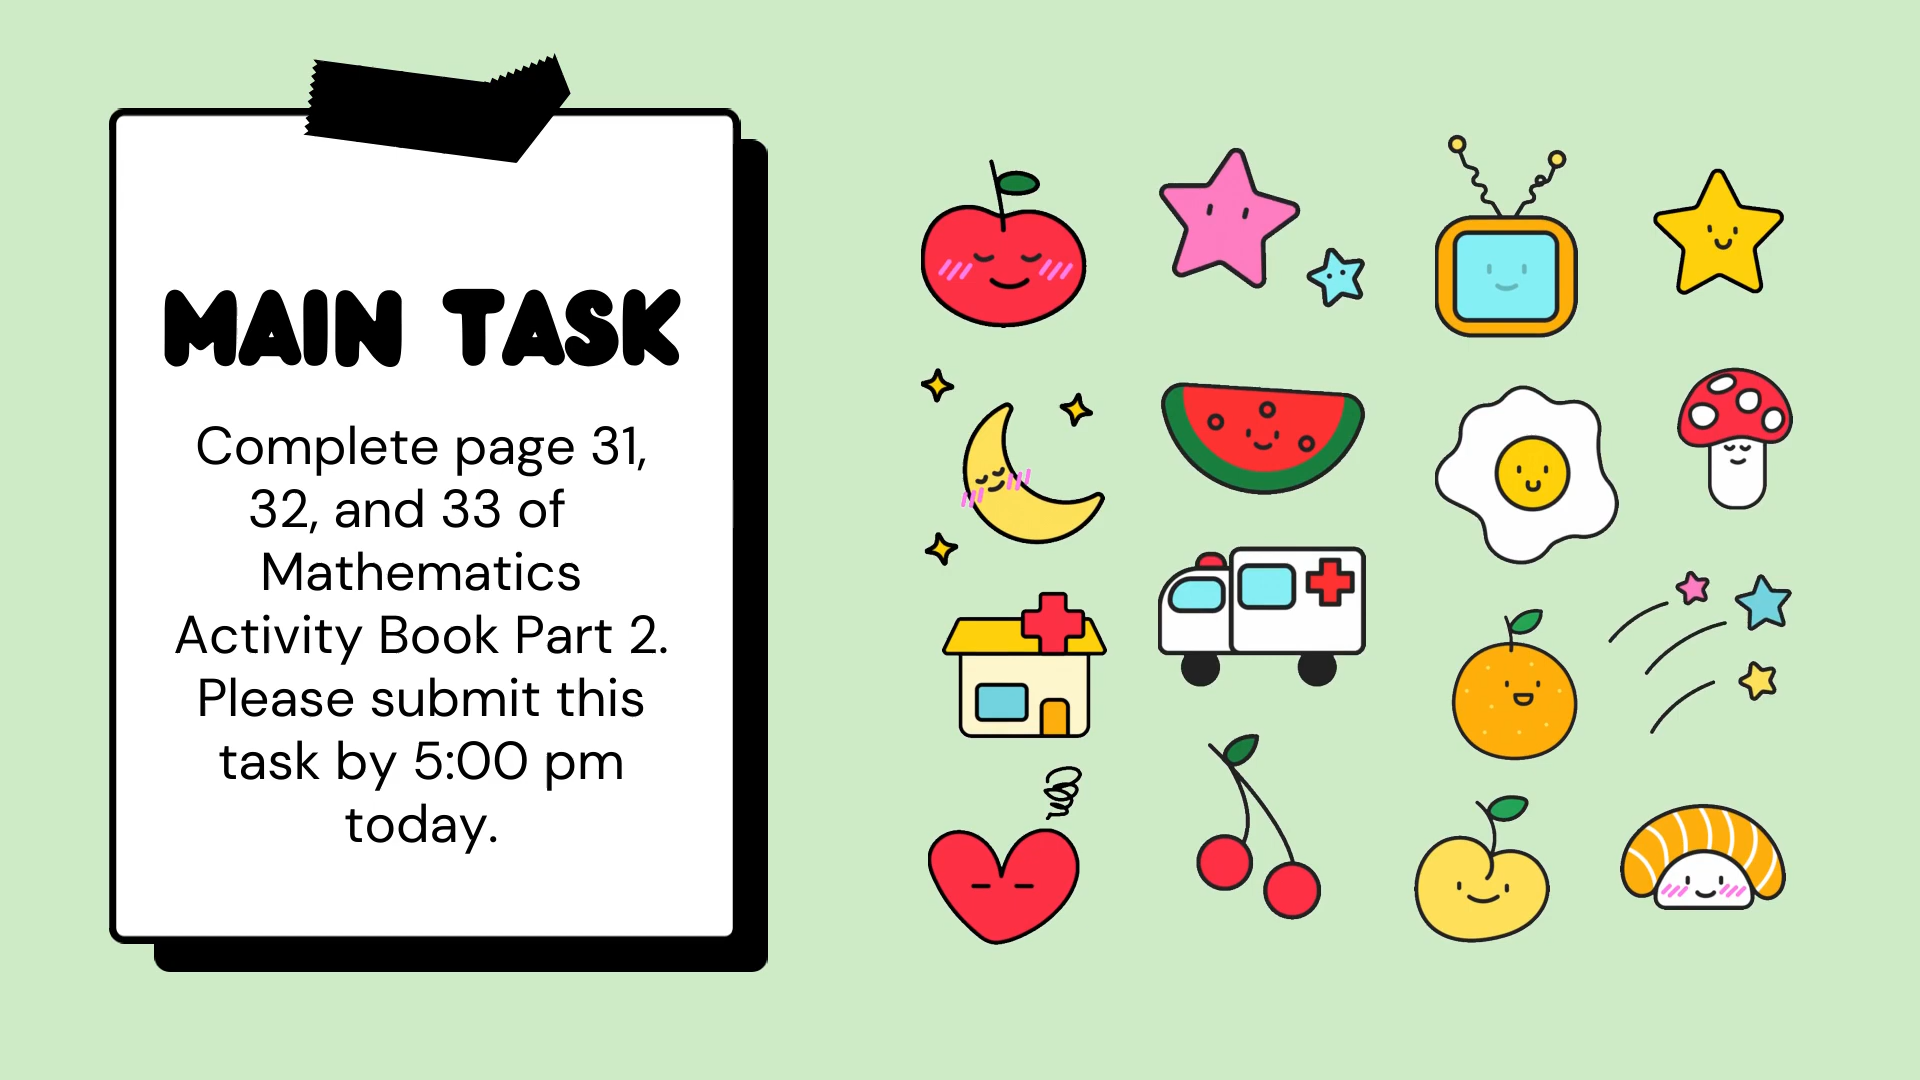 MAIN TASK
Complete page 31,
32, and 33 of
Mathematics
Activity Book Part 2.
Please submit this
task by 5:00 pm
today.